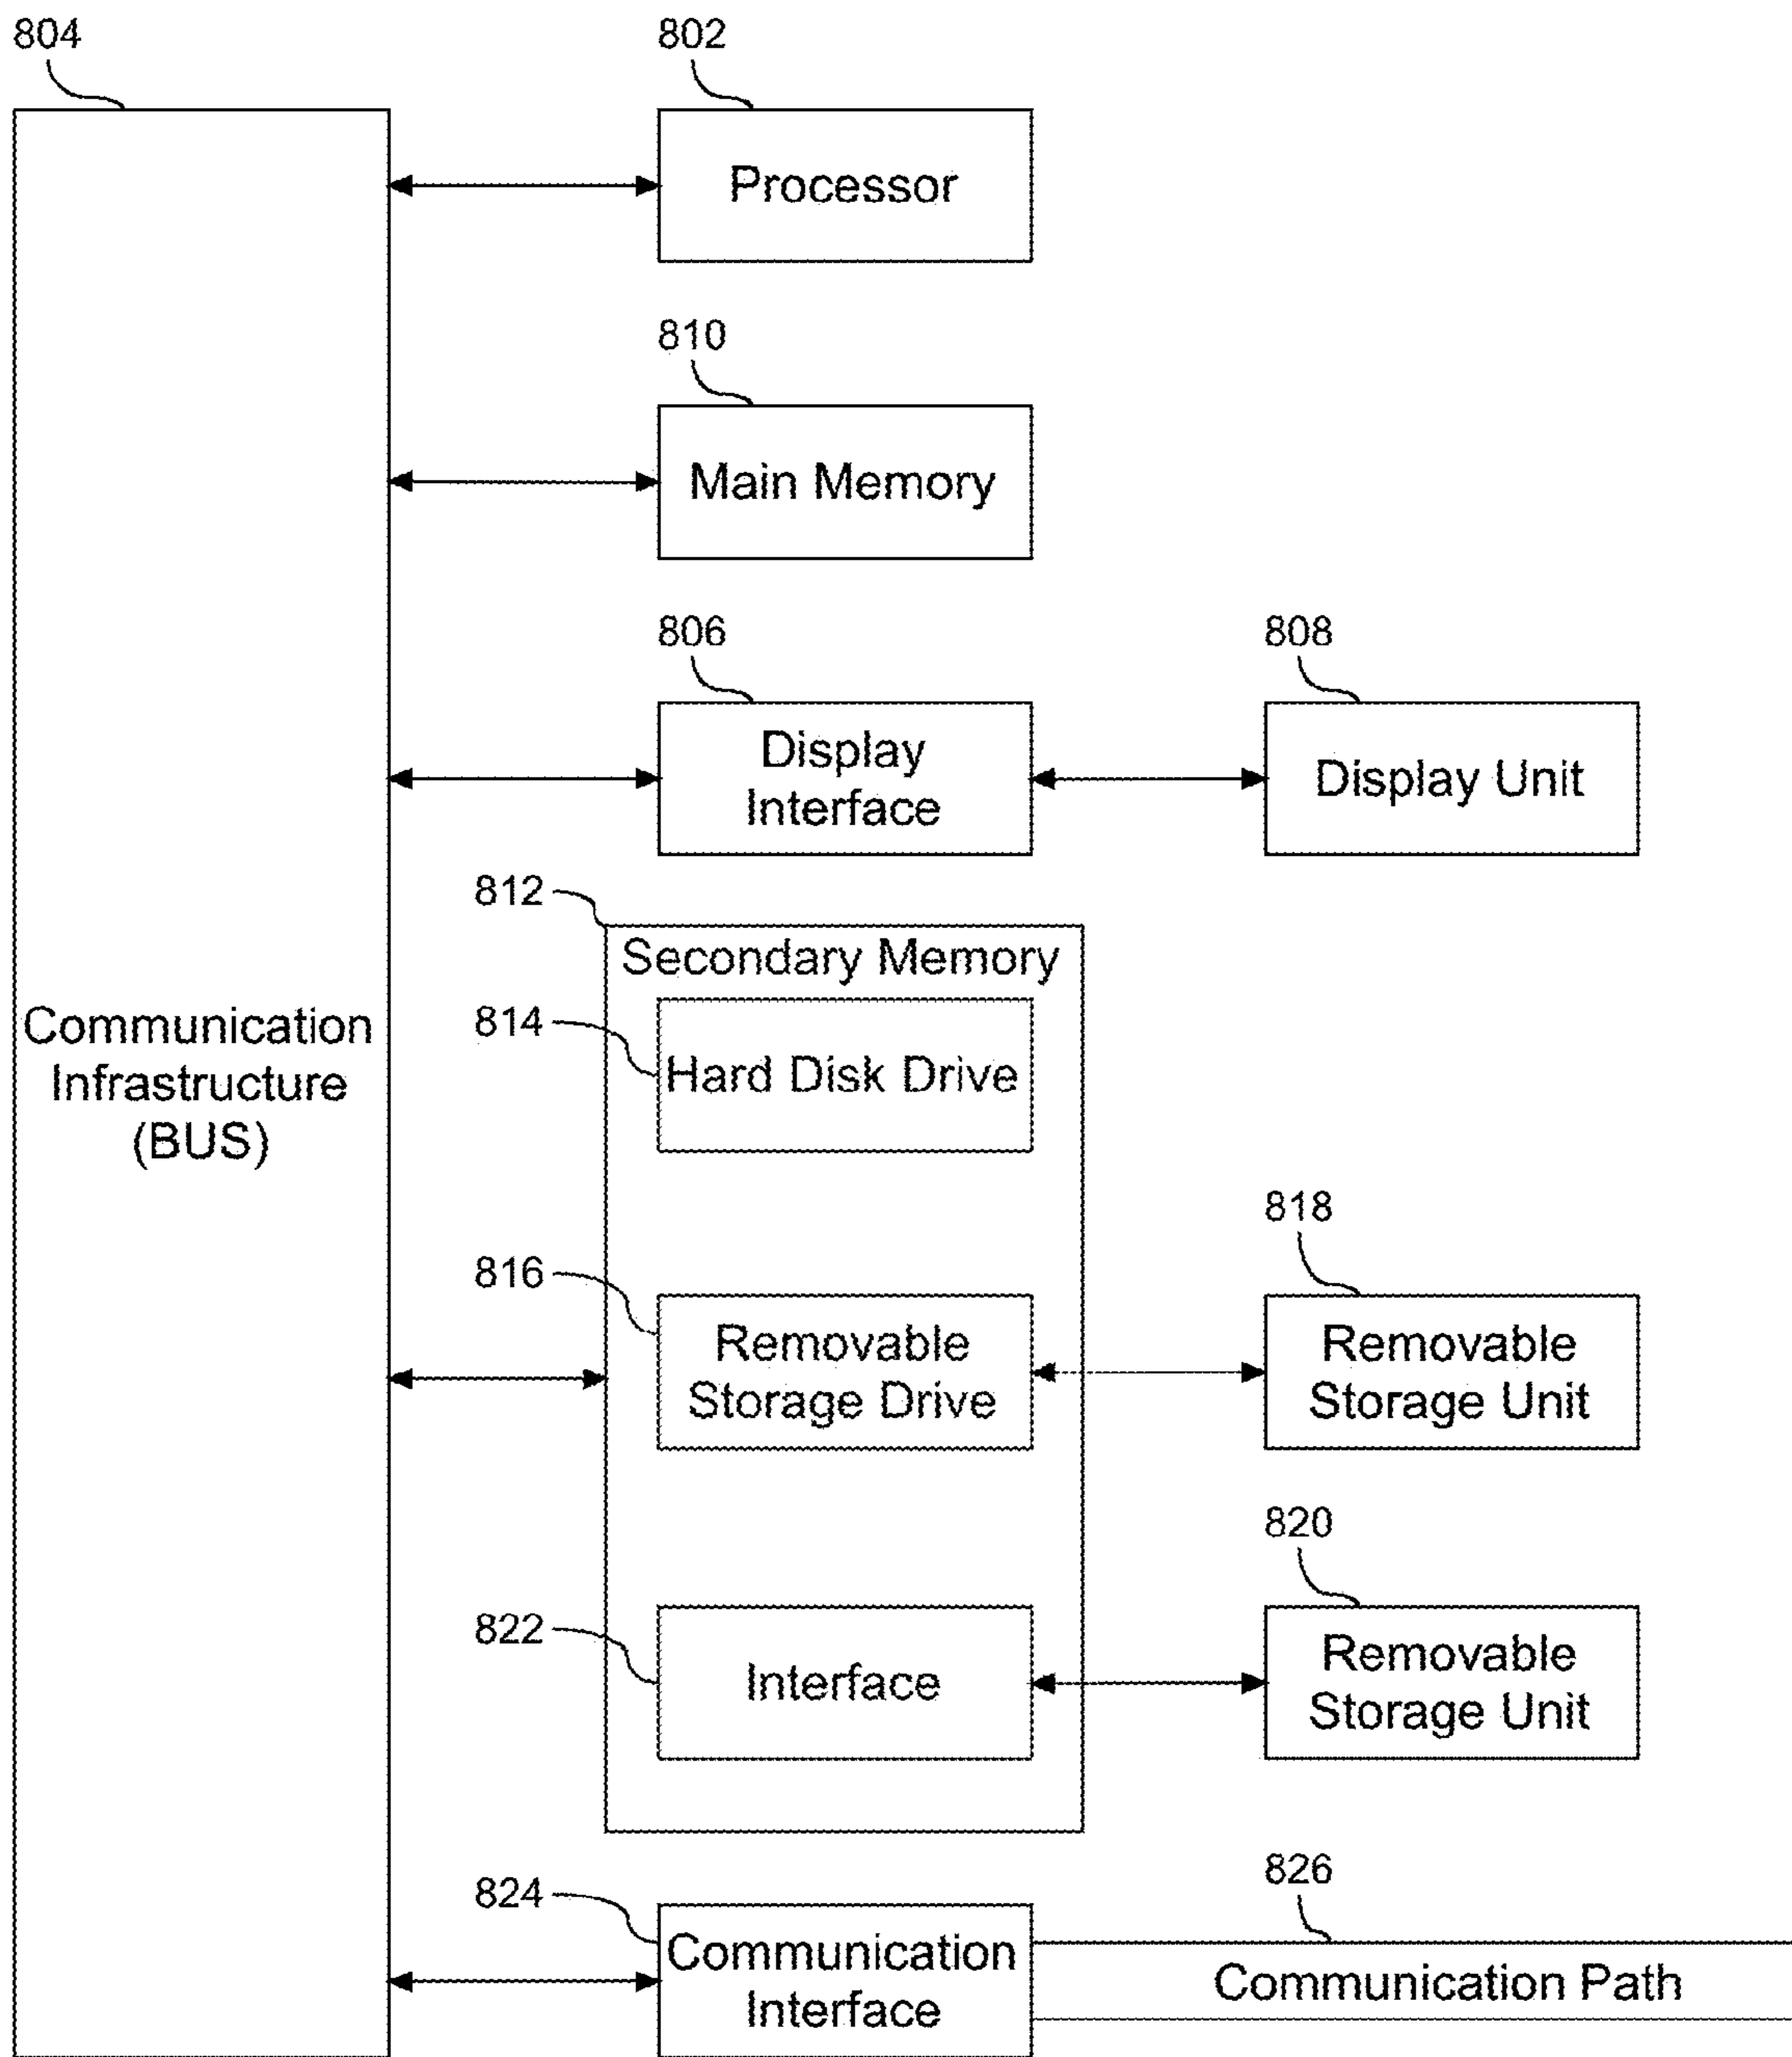 804
802
Processor
810
Main Memory
806
808
Display
Interface
Display Unit
812
Secondary Memory
Communication
Infrastructure
(BUS)
814
Hard Disk Drive
816
818
Removable
Storage Drive
Removable
Storage Unit
820
822
Interface
Removable
Storage Unit
824
826
Communication
Interface
Communication Path